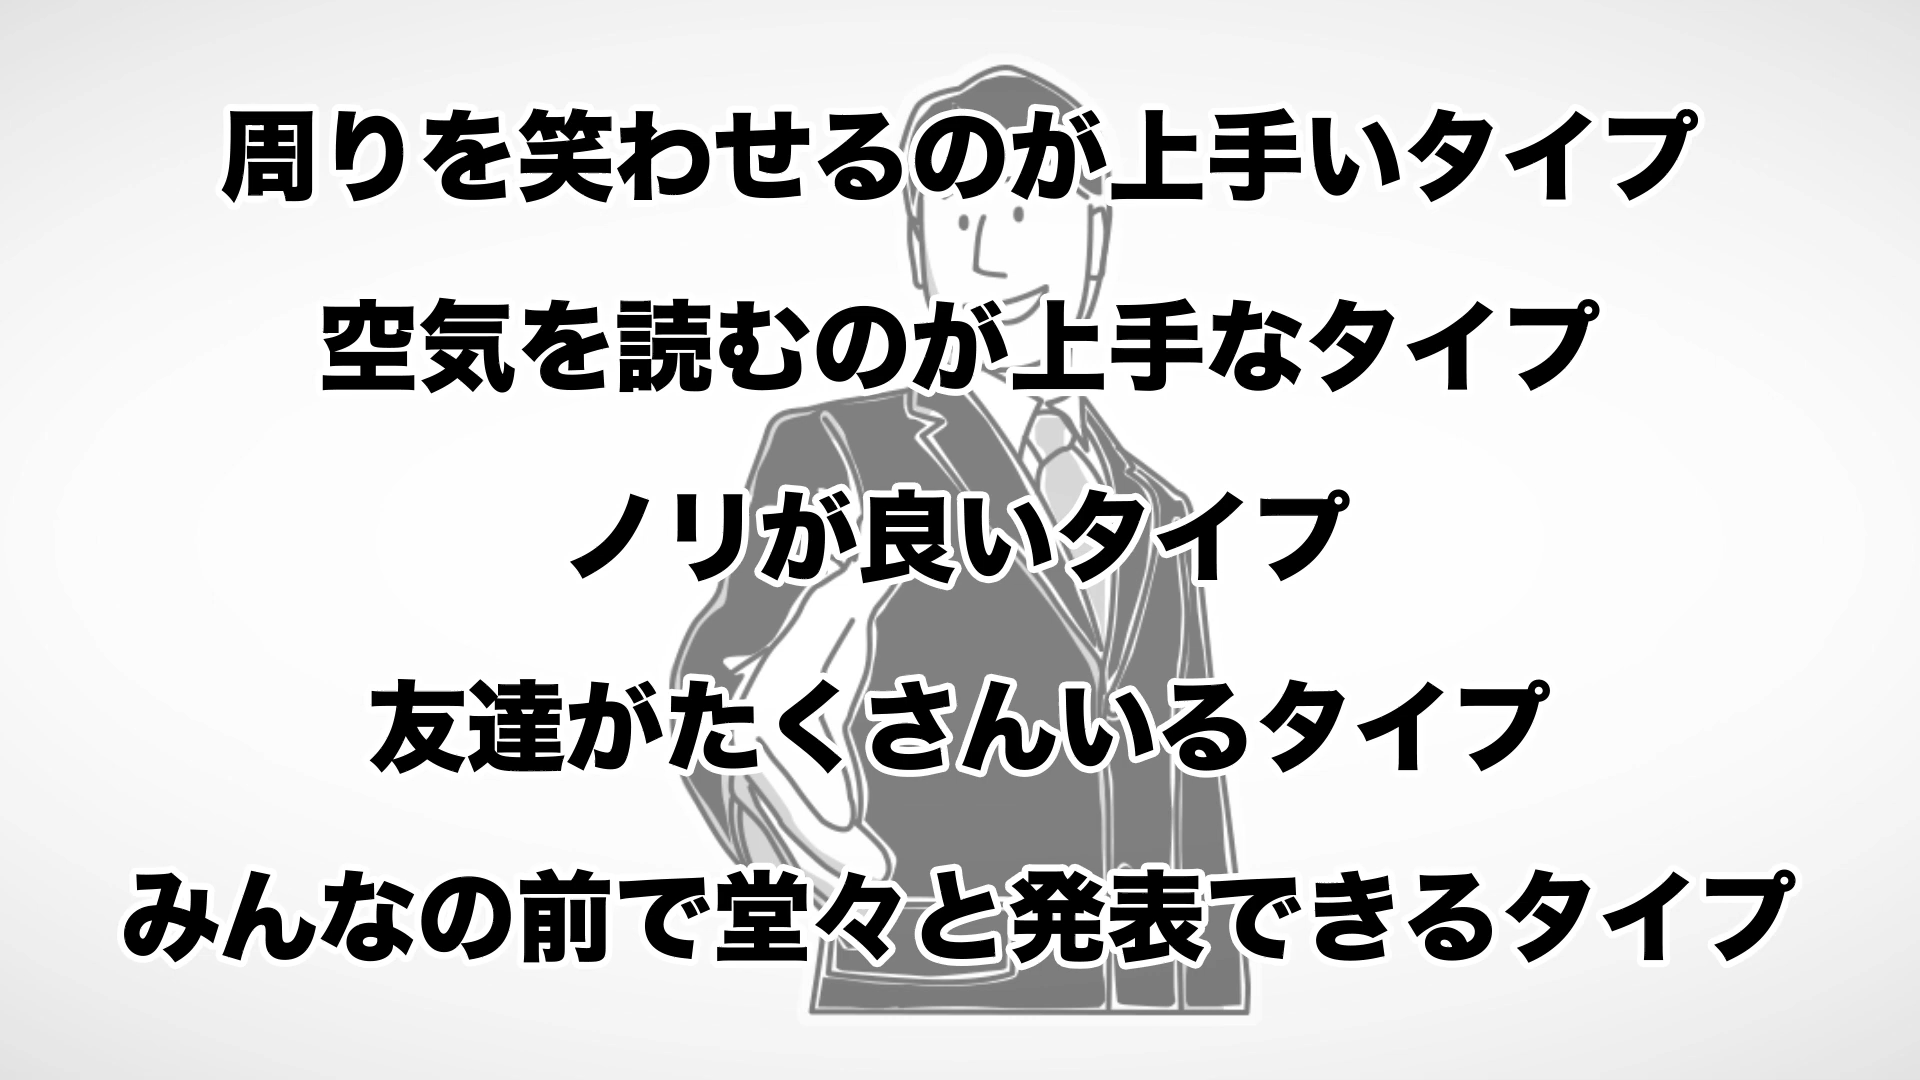 周りを笑わせるのが上手いタイプ
空気を読むのが上手なタイプ
ノリが良いタイプ
友達がたくさんいるタイプ
みんなの前で堂々と発表できるタイプ